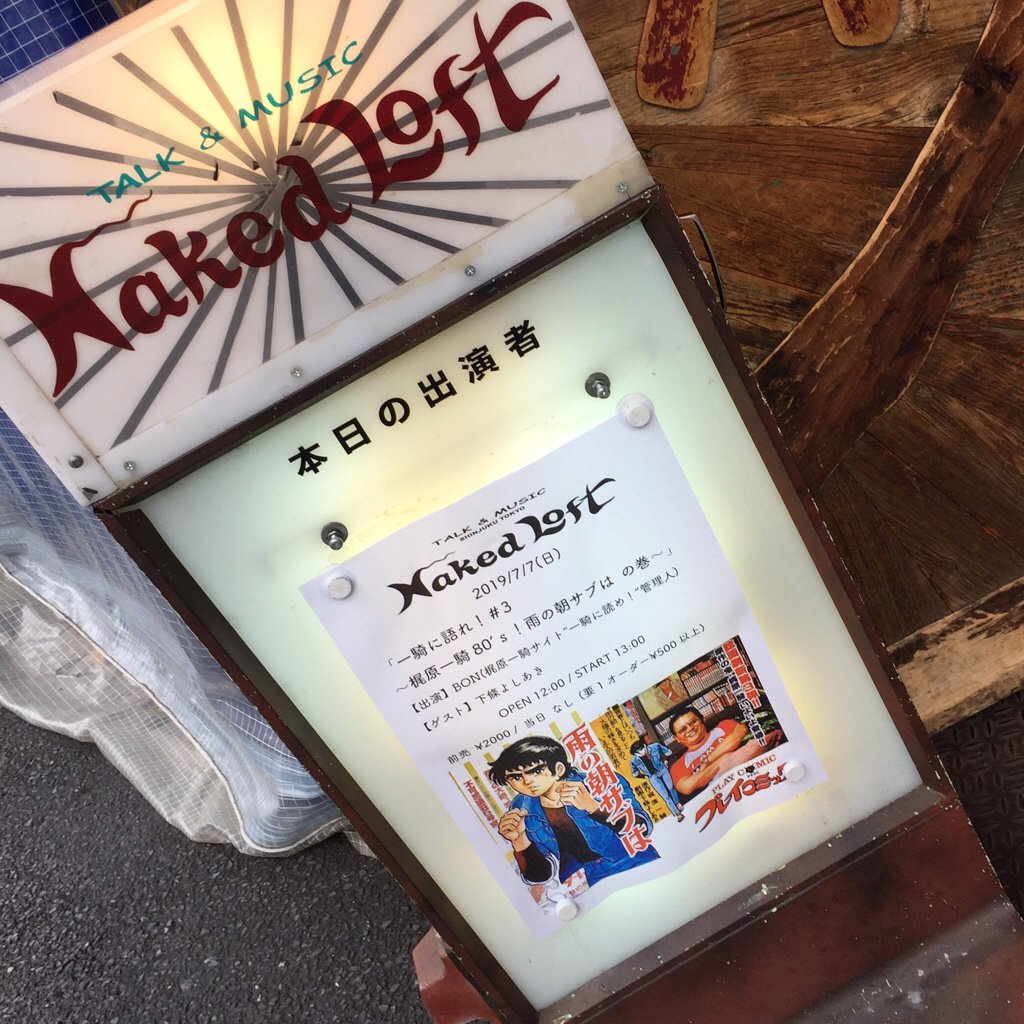 TALK & MUSIC
Naked Loft
本日の出演者
TALK & MUSIC
SHINJUKU TOKYO
Naked Loft
2019/7/7(日)
「一騎に語れ！#3
～梶原一騎 80's！雨の朝サブは の巻～」
【出演】BON(梶原一騎サイト"一騎に読め！"管理人)
【ゲスト】下條よしあき
OPEN 12:00 / START 13:00
前売 ¥2000 / 当日 なし (要１オーダー¥500 以上)
雨の朝サブは
PLAY COMIC
プレイコミック